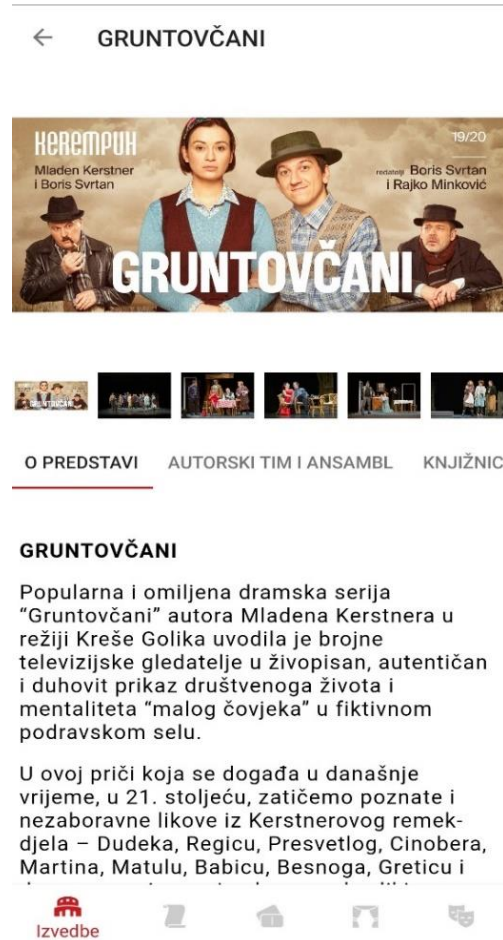 GRUNTOVČANI
KEREMPUH
19/20
Mladen Kerstner
i Boris Svrtan
redatelji Boris Svrtan
i Rajko Minković
GRUNTOVČANI
O PREDSTAVI AUTORSKI TIM I ANSAMBL KNJIŽNIC
GRUNTOVČANI
Popularna i omiljena dramska serija
“Gruntovčani” autora Mladena Kerstnera u
režiji Kreše Golika uvodila je brojne
televizijske gledatelje u živopisan, autentičan
i duhovit prikaz društvenoga života i
mentaliteta “malog čovjeka” u fiktivnom
podravskom selu.
U ovoj priči koja se događa u današnje
vrijeme, u 21. stoljeću, zatičemo poznate i
nezaboravne likove iz Kerstnerovog remek-
djela – Dudeka, Regicu, Presvetlog, Cinobera,
Martina, Matulu, Babicu, Besnoga, Greticu i
Izvedbe